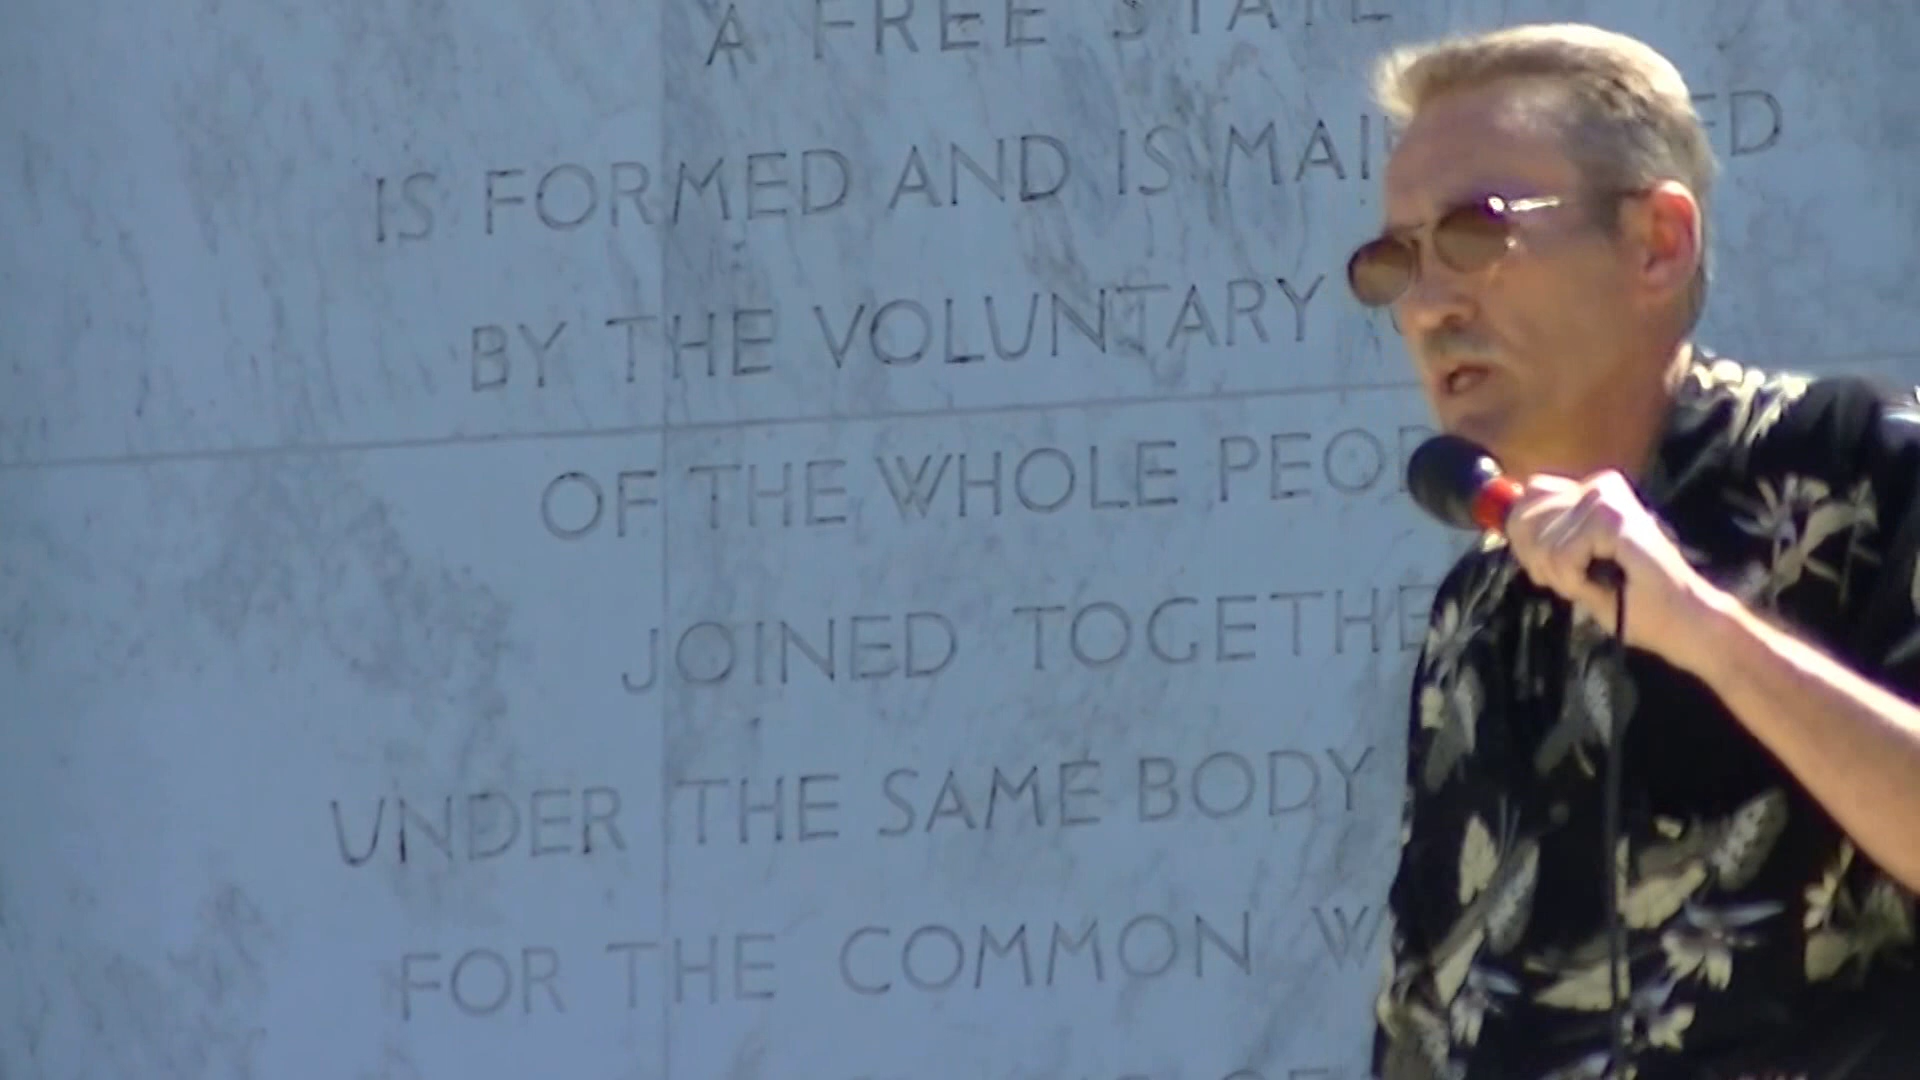 A FREE STATE
IS FORMED AND IS MAI ED
BY THE VOLUNTARY
OF THE WHOLE PEOP
JOINED TOGETHE
UNDER THE SAME BODY
FOR THE COMMON W